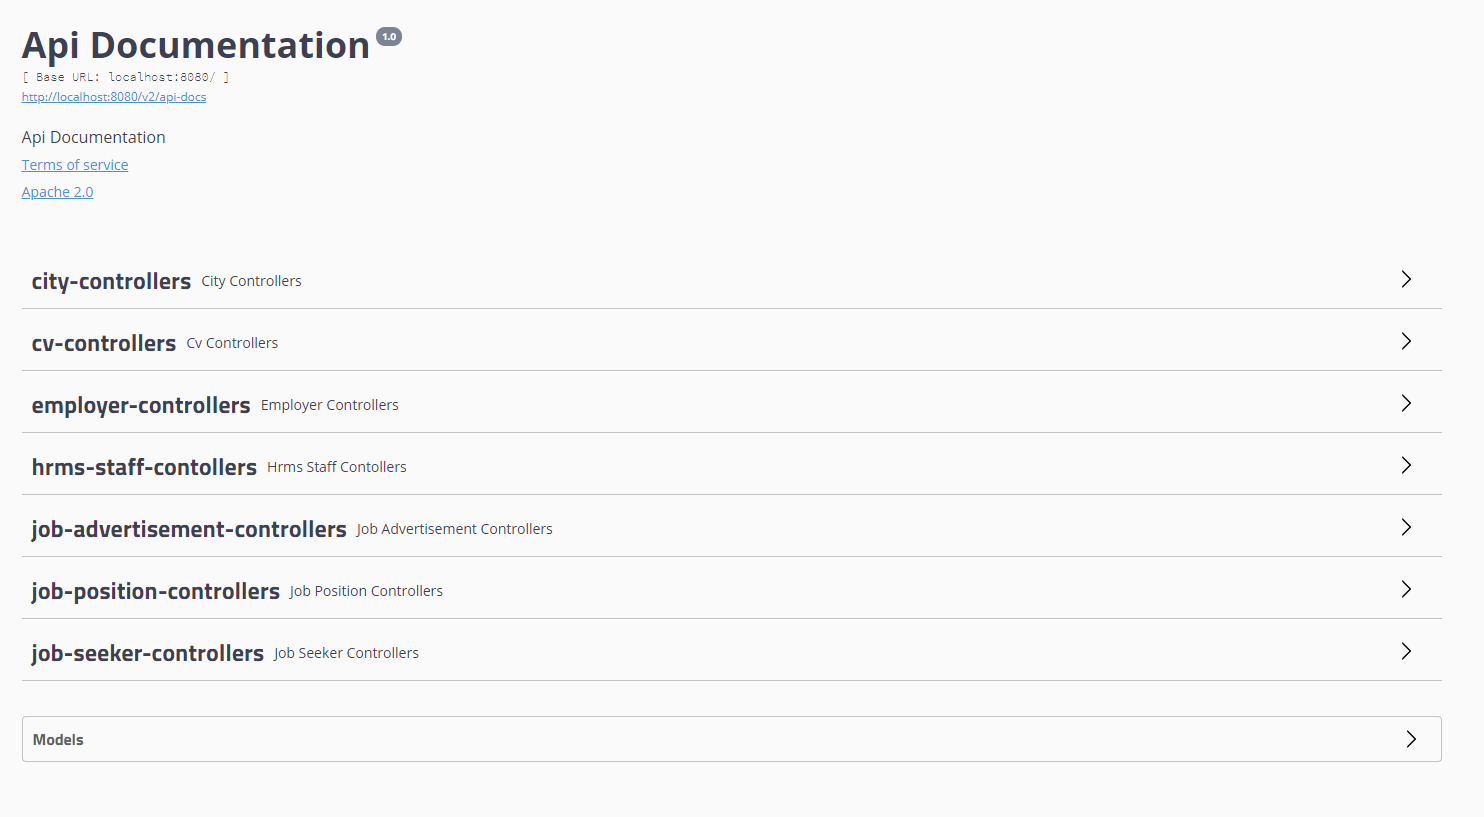 Api Documentation 1.0
[ Base URL: localhost:8080/ ]
http://localhost:8080/v2/api-docs
Api Documentation
Terms of service
Apache 2.0
city-controllers City Controllers
cv-controllers Cv Controllers
employer-controllers Employer Controllers
hrms-staff-contollers Hrms Staff Contollers
job-advertisement-controllers Job Advertisement Controllers
job-position-controllers Job Position Controllers
job-seeker-controllers Job Seeker Controllers
Models